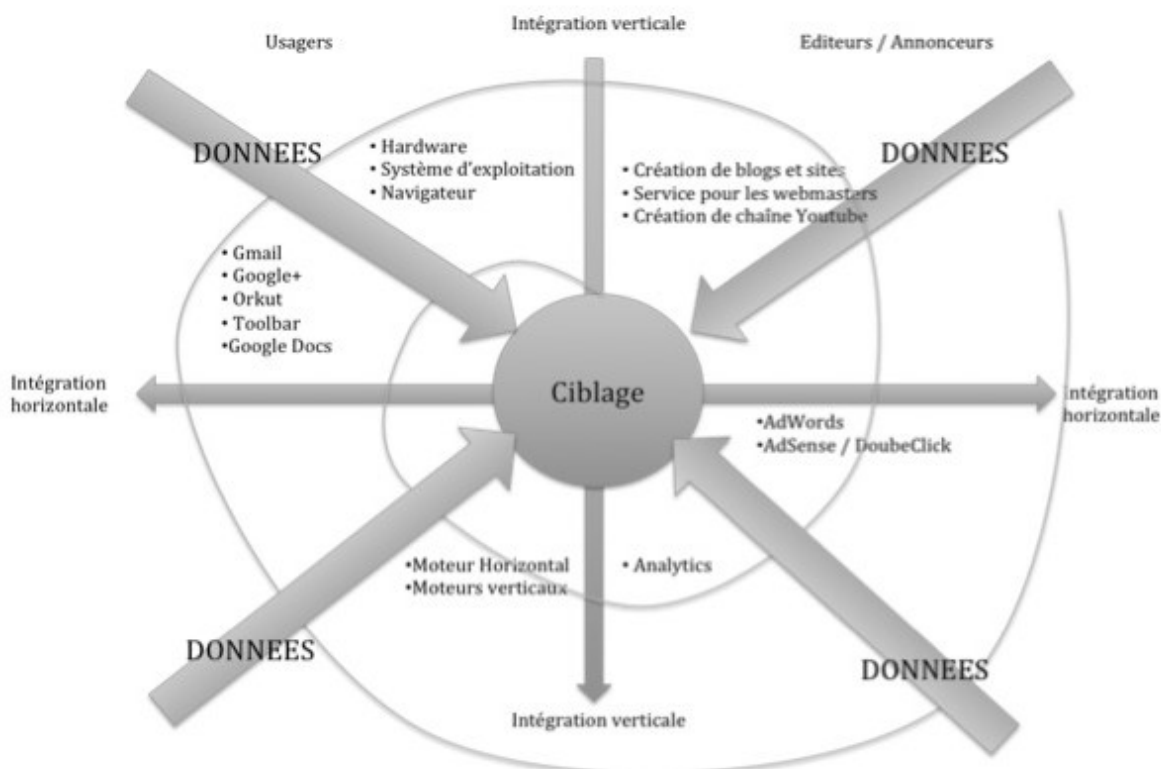 Intégration verticale
Usagers
Editeurs / Annonceurs
DONNEES
DONNEES
• Hardware
• Système d'exploitation
• Navigateur
• Création de blogs et sites
• Service pour les webmasters
• Création de chaîne Youtube
• Gmail
• Google+
• Orkut
• Toolbar
•Google Docs
Intégration
horizontale
Ciblage
Intégration
horizontale
•AdWords
•AdSense / DoubeClick
•Moteur Horizontal
•Moteurs verticaux
• Analytics
DONNEES
DONNEES
Intégration verticale